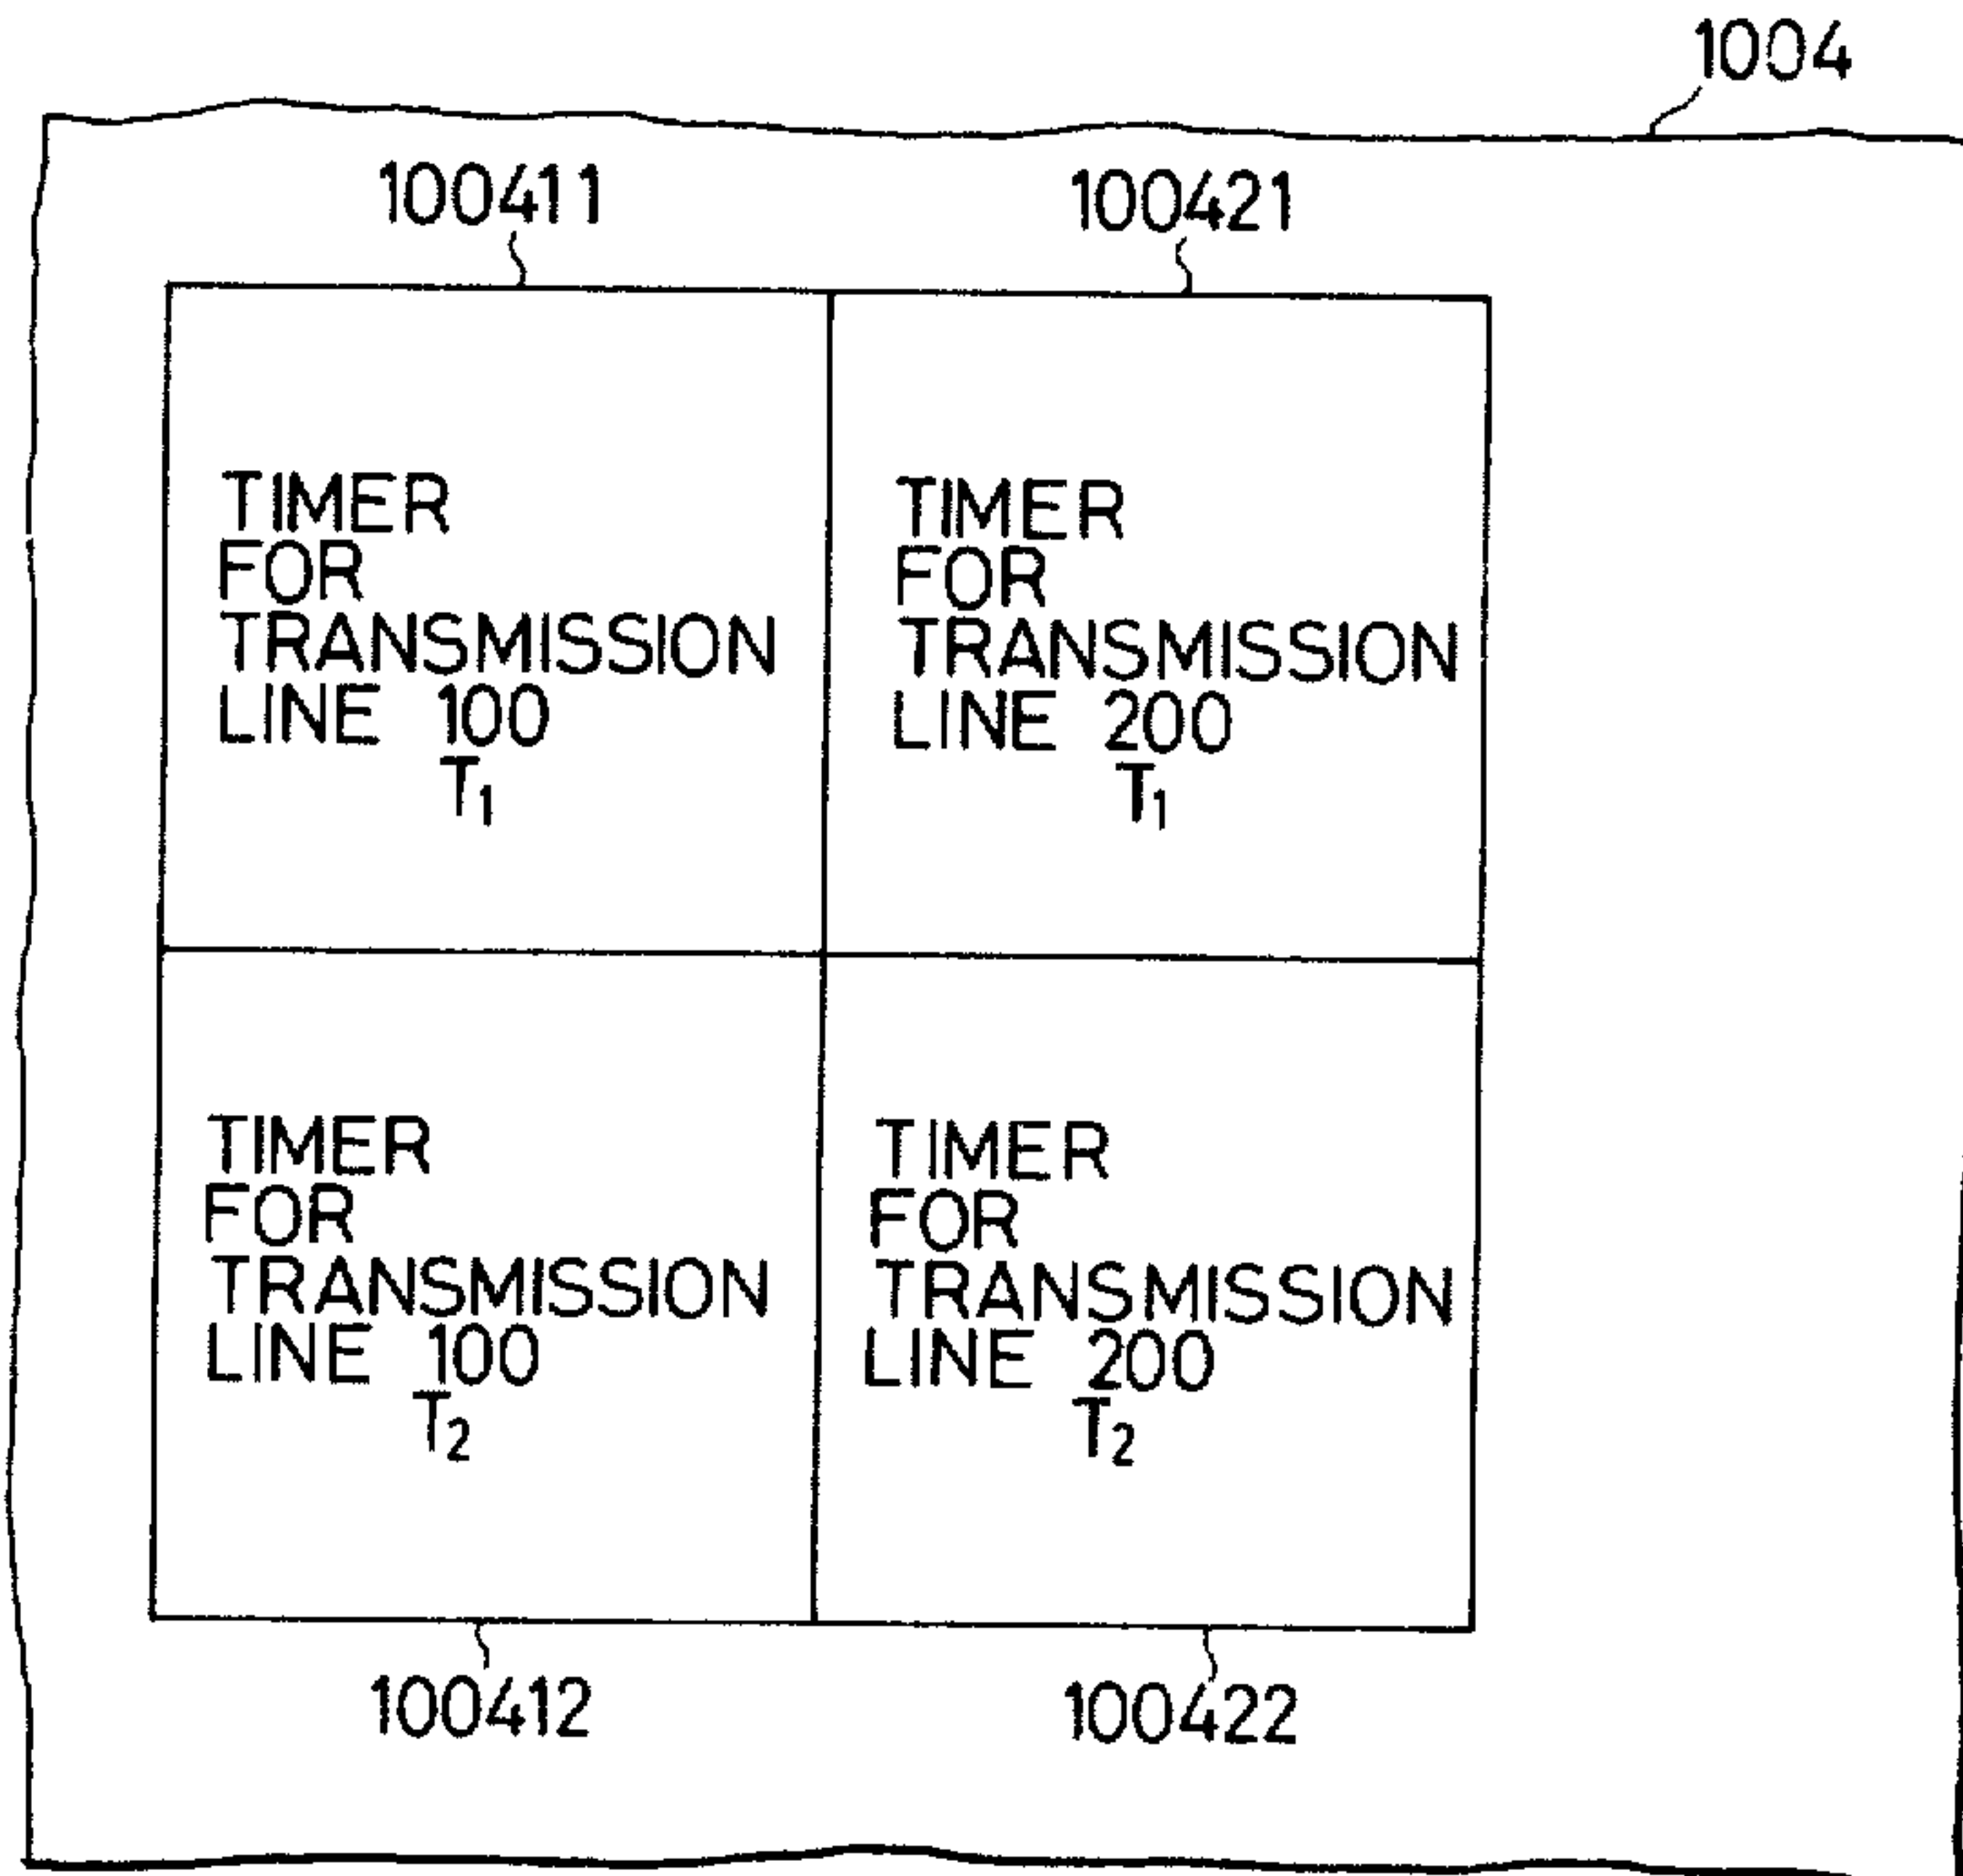 1004
100411
100421
TIMER
FOR
TRANSMISSION
LINE 100
T₁
TIMER
FOR
TRANSMISSION
LINE 200
T₁
TIMER
FOR
TRANSMISSION
LINE 100
T₂
TIMER
FOR
TRANSMISSION
LINE 200
T₂
100412
100422